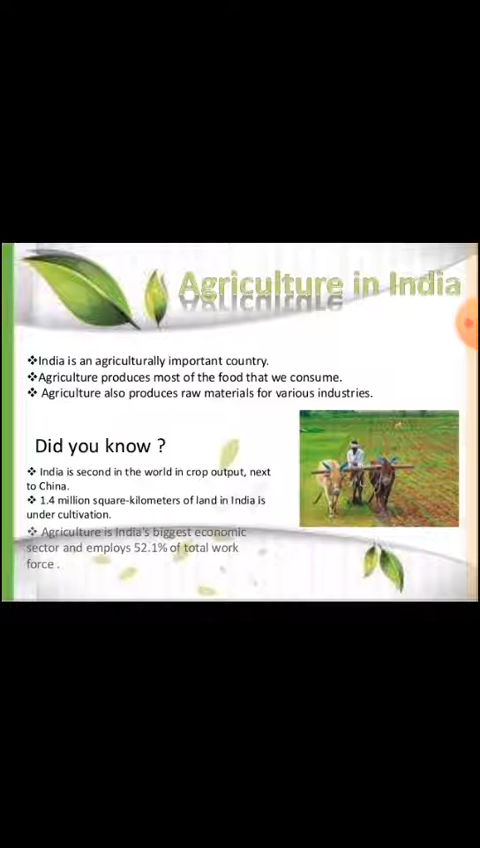 Agriculture in India
❖India is an agriculturally important country.
❖Agriculture produces most of the food that we consume.
❖ Agriculture also produces raw materials for various industries.
Did you know ?
❖ India is second in the world in crop output, next
to China.
❖ 1.4 million square-kilometers of land in India is
under cultivation.
❖ Agriculture is India's biggest economic
sector and employs 52.1% of total work
force .